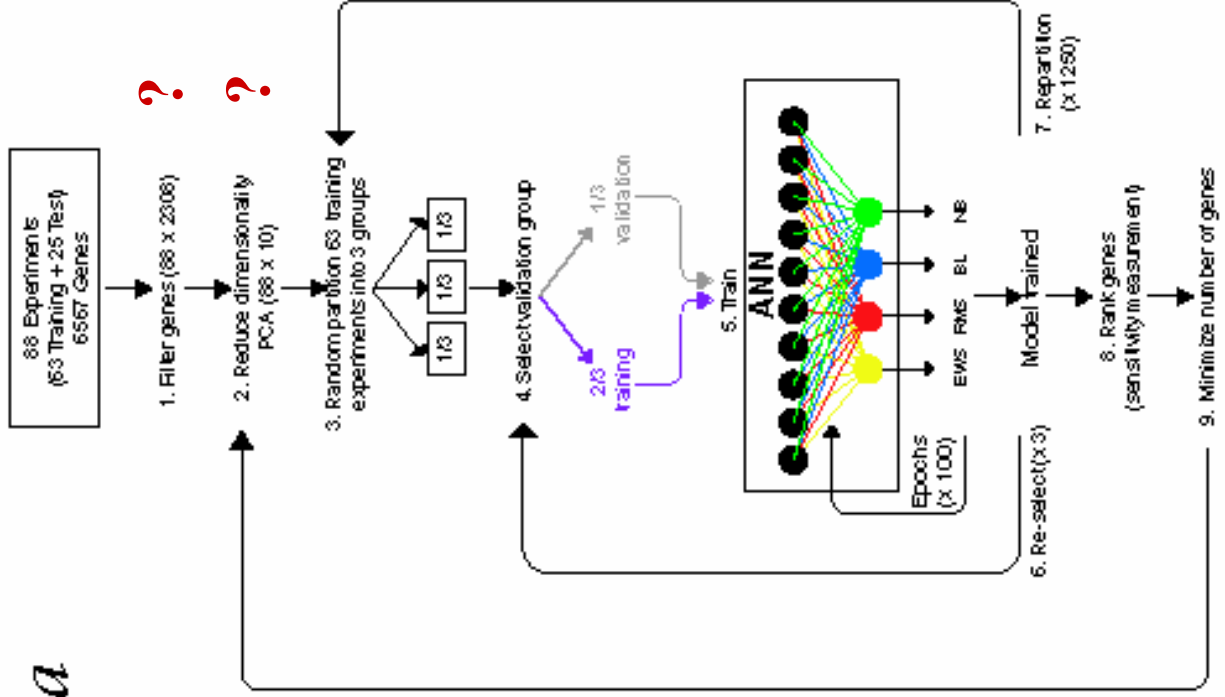 a
88 Experiments
(63 Training + 25 Test)
6567 Genes
1. Filter genes (88 x 2308)
?
2. Reduce dimensionality
PCA (88 x 10)
?
3. Random partition 63 training
experiments into 3 groups
1/3
1/3
1/3
4. Select validation group
2/3
training
1/3
validation
5. Train
ANN
Epochs
(x 100)
EWS
RMS
BL
NB
6. Re-select (x 3)
Model trained
7. Repartition
(x 1250)
8. Rank genes
(sensitivity measurement)
9. Minimize number of genes